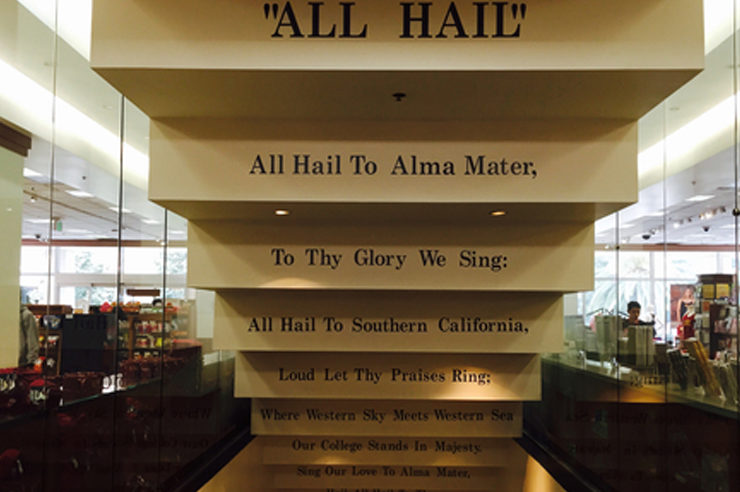 "ALL HAIL"
All Hail To Alma Mater,
To Thy Glory We Sing:
All Hail To Southern California,
Loud Let Thy Praises Ring;
Where Western Sky Meets Western Sea
Our College Stands In Majesty.
Sing Our Love To Alma Mater,